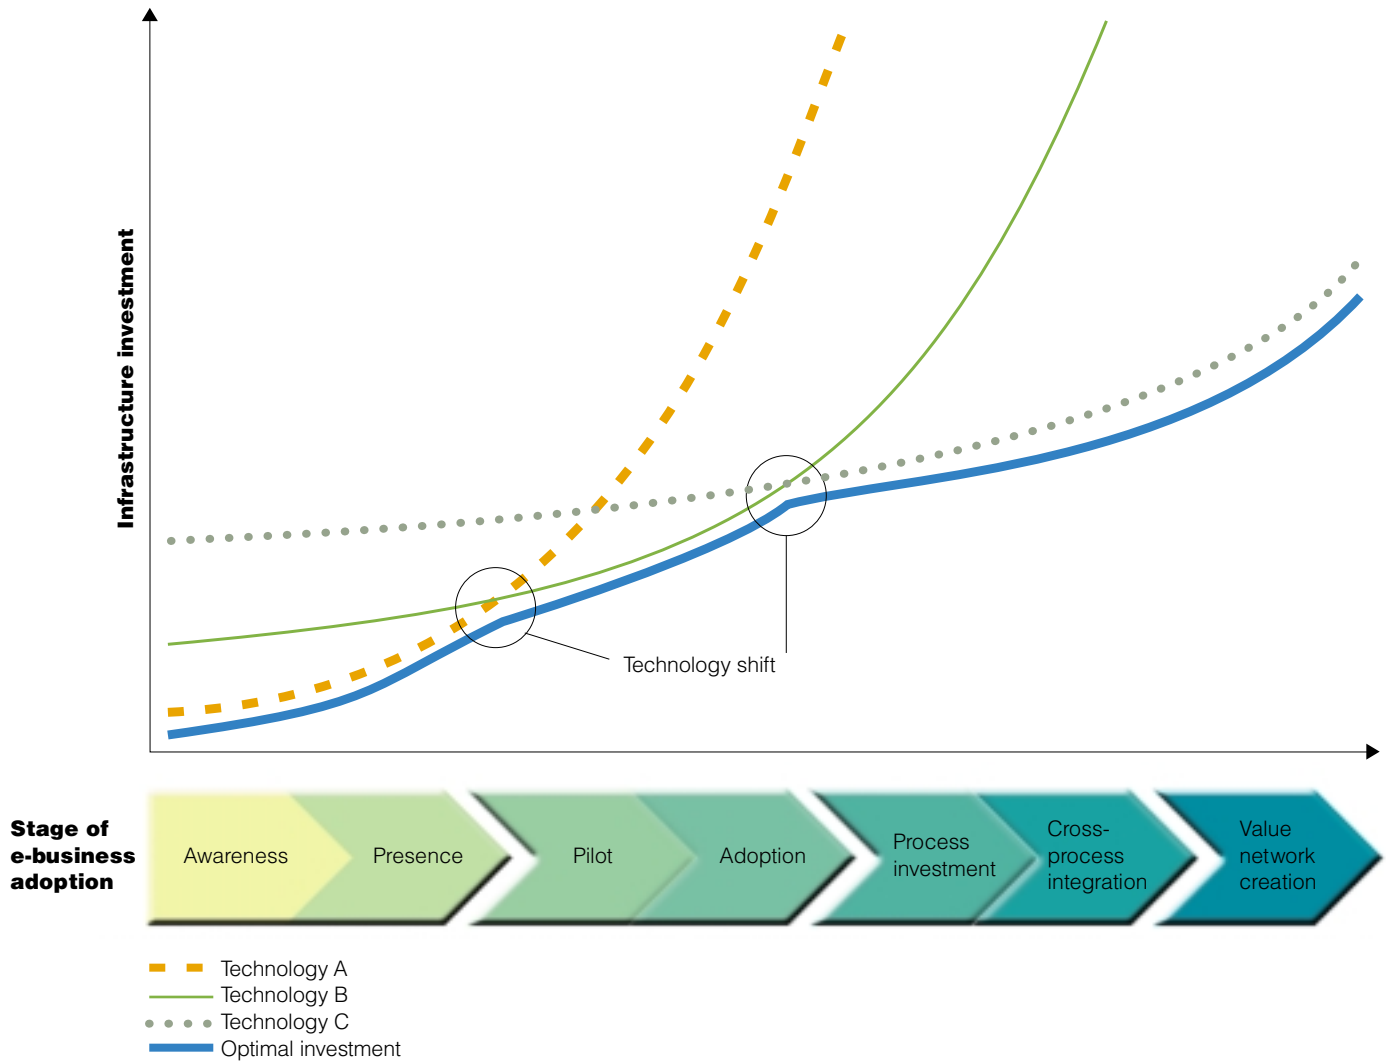 Infrastructure investment
Technology shift
Stage of
e-business
adoption
Awareness
Presence
Pilot
Adoption
Process
investment
Cross-
process
integration
Value
network
creation
Technology A
Technology B
Technology C
Optimal investment